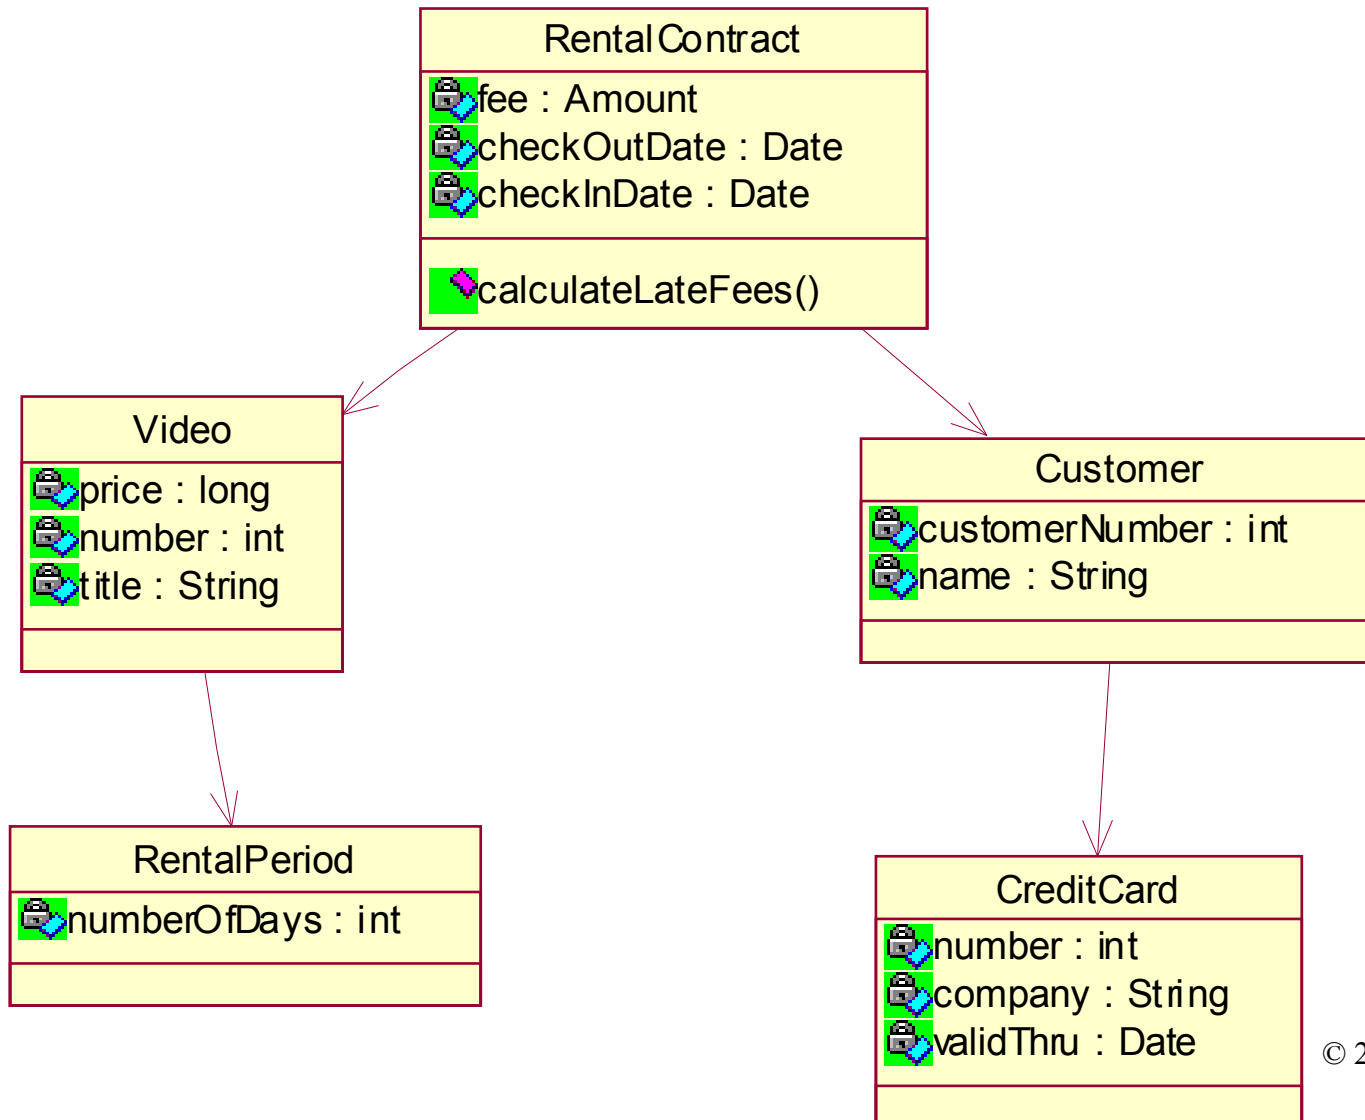 RentalContract
fee : Amount
checkOutDate : Date
checkInDate : Date
calculateLateFees()
Video
price : long
number : int
title : String
Customer
customerNumber : int
name : String
RentalPeriod
numberOfDays : int
CreditCard
number : int
company : String
validThru : Date
© 2